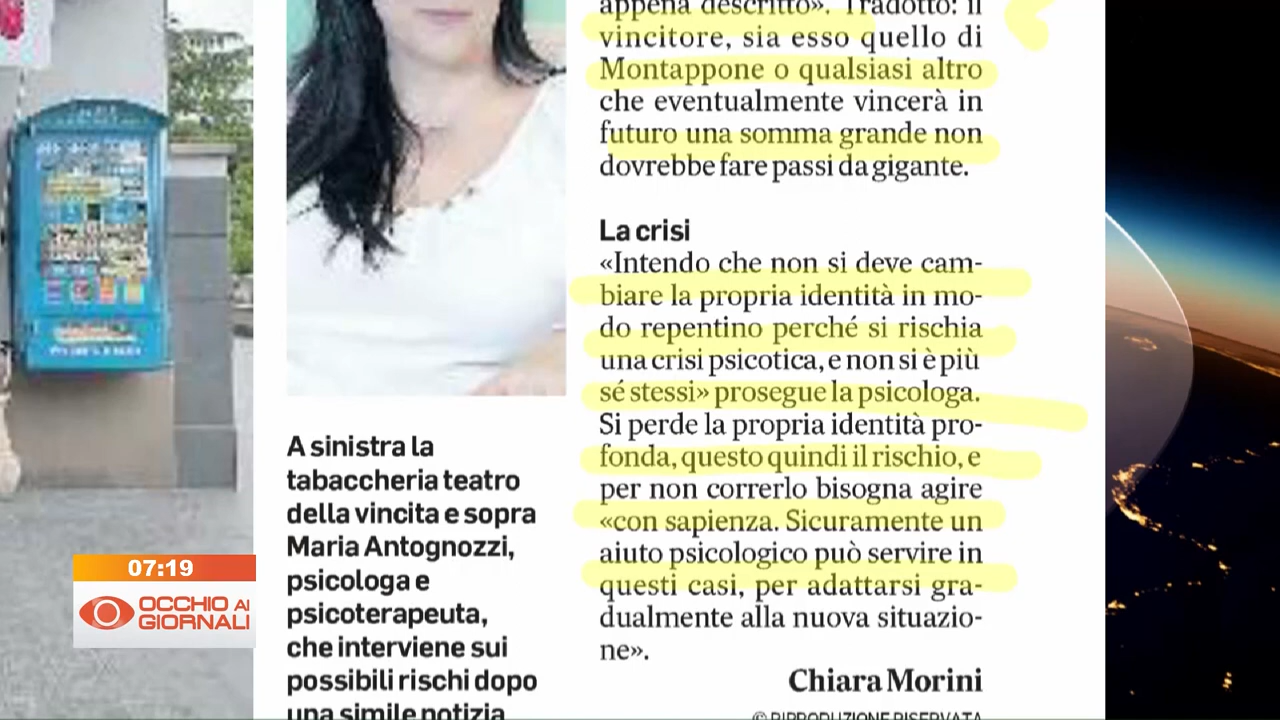 appena descritto». Tradotto: il
vincitore, sia esso quello di
Montappone o qualsiasi altro
che eventualmente vincerà in
futuro una somma grande non
dovrebbe fare passi da gigante.
La crisi
«Intendo che non si deve cam-
biare la propria identità in mo-
do repentino perché si rischia
una crisi psicotica, e non si è più
sé stessi» prosegue la psicologa.
Si perde la propria identità pro-
fonda, questo quindi il rischio, e
per non correrlo bisogna agire
«con sapienza. Sicuramente un
aiuto psicologico può servire in
questi casi, per adattarsi gra-
dualmente alla nuova situazio-
ne».
Chiara Morini
© RIPRODUZIONE RISERVATA
A sinistra la
tabaccheria teatro
della vincita e sopra
Maria Antognozzi,
psicologa e
psicoterapeuta,
che interviene sui
possibili rischi dopo
una simile notizia
07:19
OCCHIO AI
GIORNALI